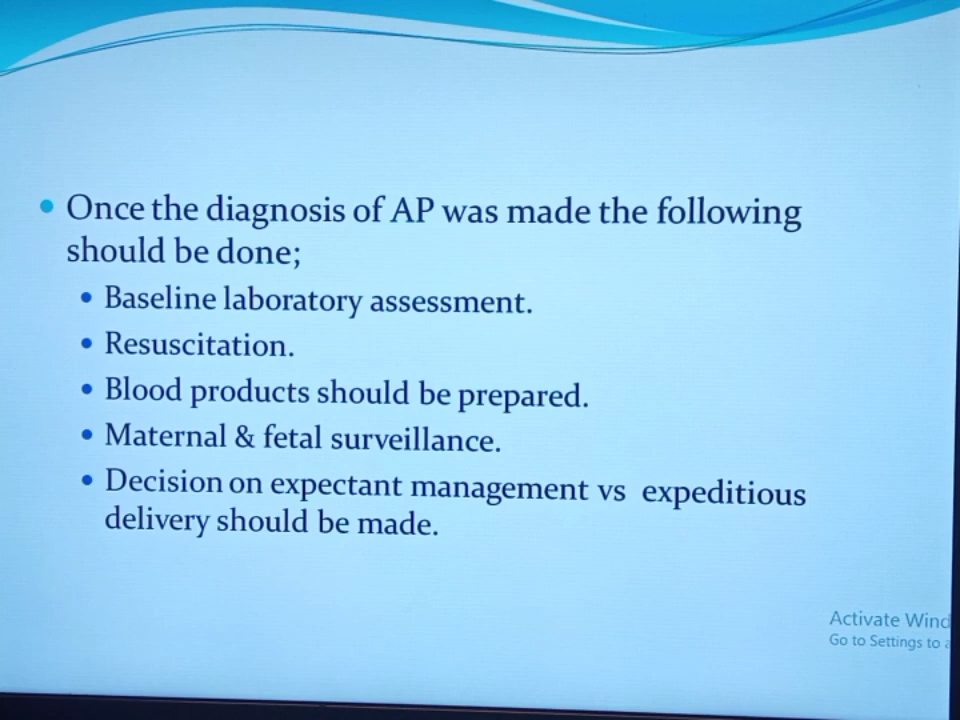 Once the diagnosis of AP was made the following
should be done;
Baseline laboratory assessment.
Resuscitation.
Blood products should be prepared.
Maternal & fetal surveillance.
Decision on expectant management vs expeditious
delivery should be made.
Activate Wind
Go to Settings to a